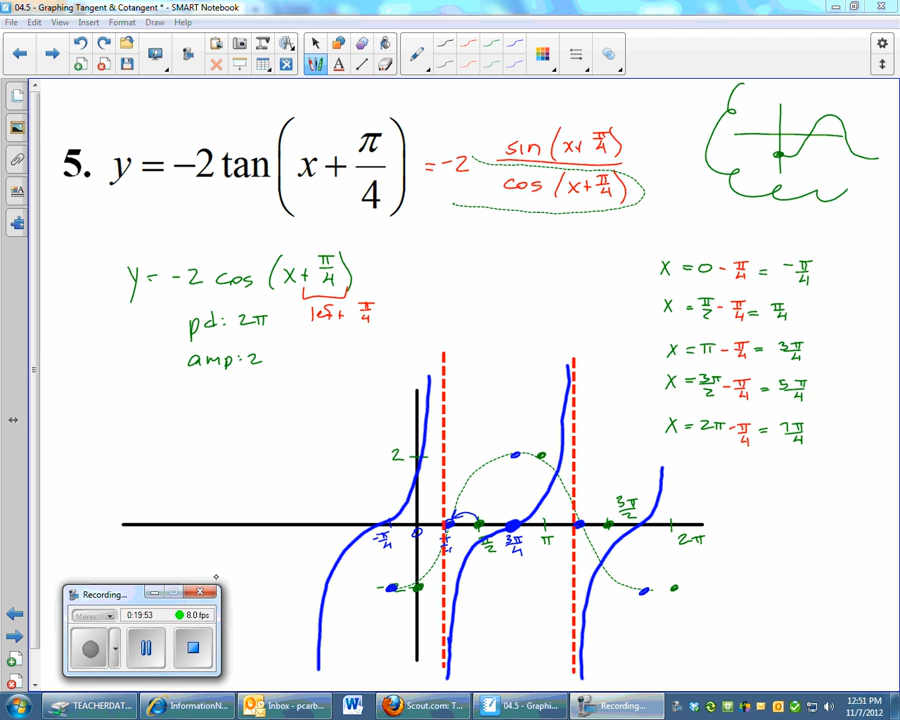 04.5 - Graphing Tangent & Cotangent * - SMART Notebook
File Edit View Insert Format Draw Help
5. y = −2 tan (x + π/4) = -2 sin (x + π/4) / cos (x + π/4)
y = -2 cos (x + π/4)
left π/4
pd: 2π
amp: 2
x = 0 - π/4 = -π/4
x = π/2 - π/4 = π/4
x = π - π/4 = 3π/4
x = 3π/2 - π/4 = 5π/4
x = 2π - π/4 = 7π/4
2
-π/4 0 π/2 3π/4 π 3π/2 2π
-2
Recording...
Menu
0:19:53 8.0 fps
TEACHERDAT... InformationN... Inbox - pcarb... Scout.com: T... 04.5 - Graphin... Recording...
12:51 PM
11/7/2012